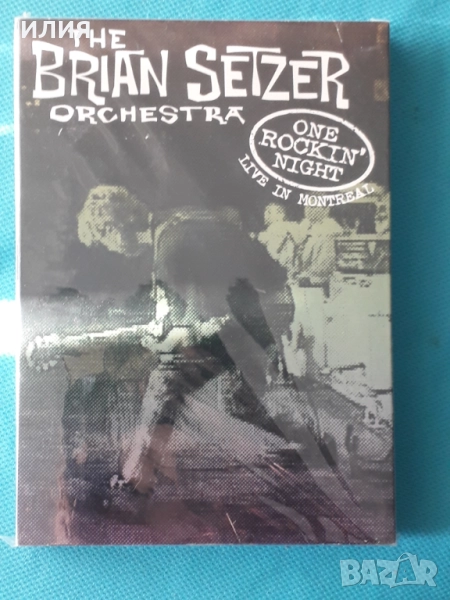 илия
THE
BRIAN SETZER
ORCHESTRA
ONE
ROCKIN'
NIGHT
LIVE IN MONTREAL
BAZAR